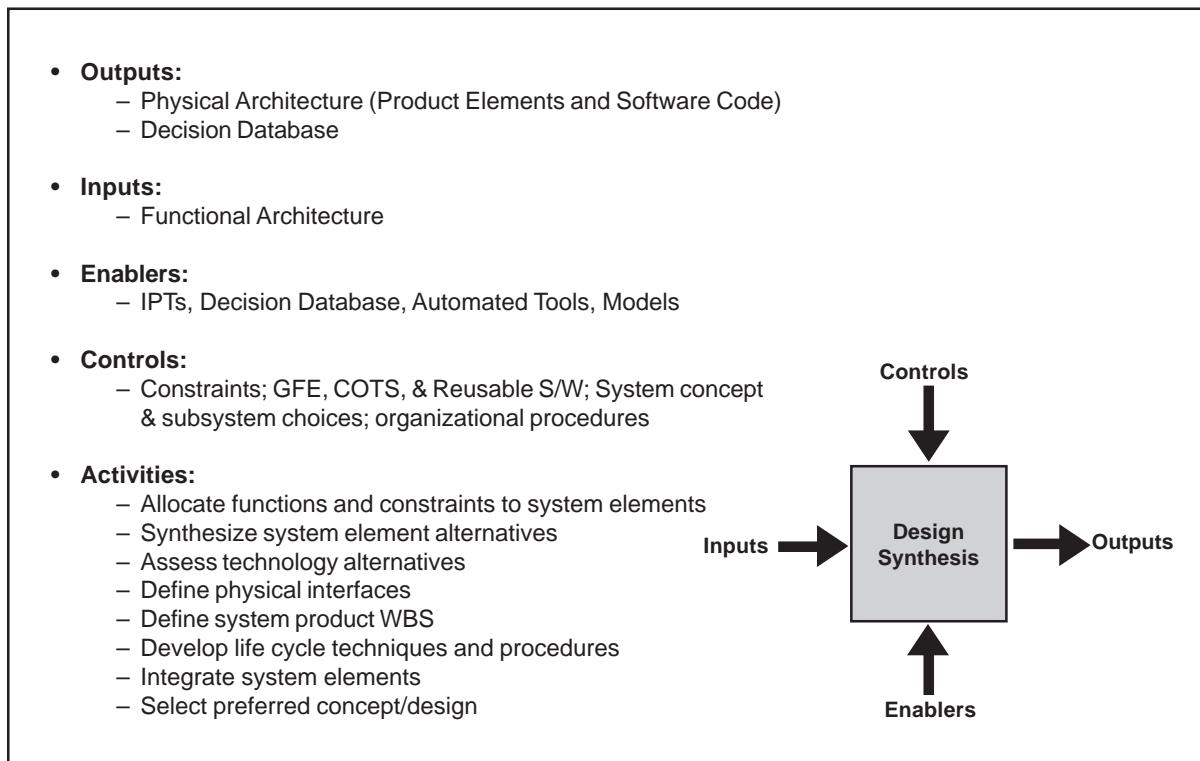 • Outputs:
– Physical Architecture (Product Elements and Software Code)
– Decision Database
• Inputs:
– Functional Architecture
• Enablers:
– IPTs, Decision Database, Automated Tools, Models
• Controls:
– Constraints; GFE, COTS, & Reusable S/W; System concept
& subsystem choices; organizational procedures
• Activities:
– Allocate functions and constraints to system elements
– Synthesize system element alternatives
– Assess technology alternatives
– Define physical interfaces
– Define system product WBS
– Develop life cycle techniques and procedures
– Integrate system elements
– Select preferred concept/design
Controls
Inputs
Design
Synthesis
Outputs
Enablers